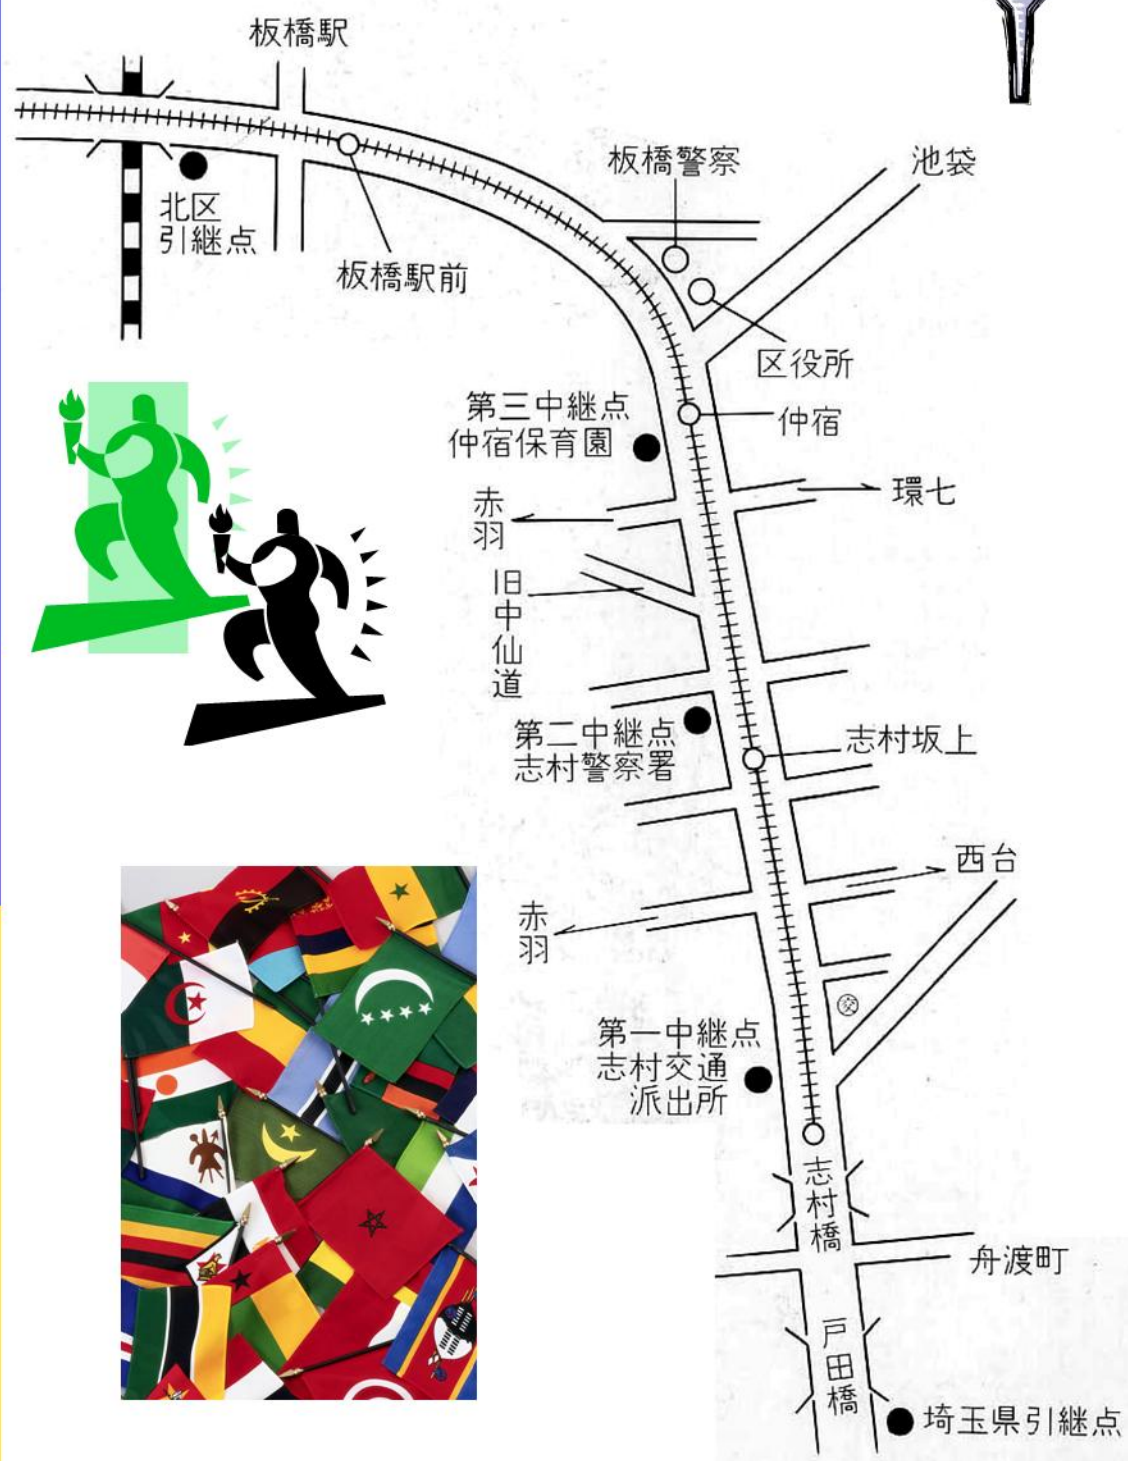 板橋駅
板橋警察
池袋
北区
引継点
板橋駅前
区役所
第三中継点
仲宿保育園
仲宿
環七
赤羽
旧中仙道
第二中継点
志村警察署
志村坂上
西台
赤羽
交
第一中継点
志村交通
派出所
志村橋
舟渡町
戸田橋
埼玉県引継点